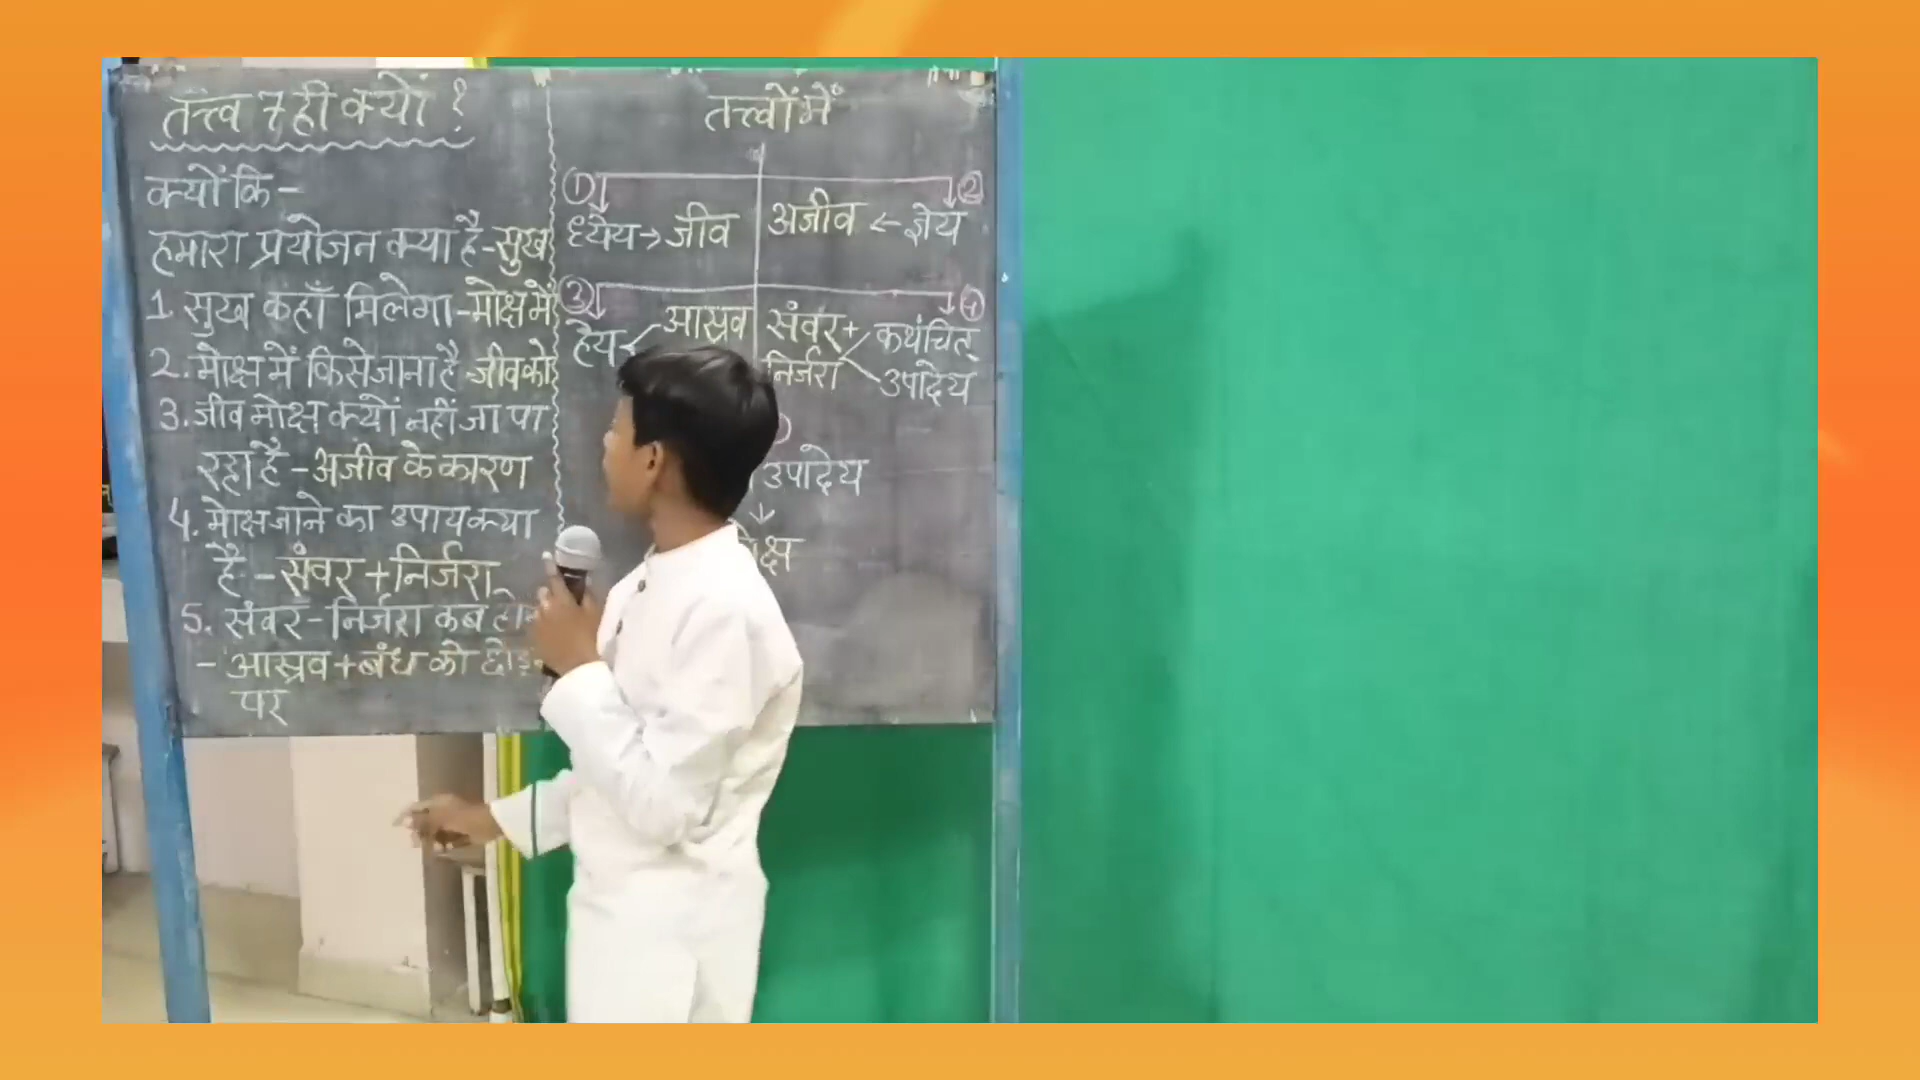 तत्त्व 7 ही क्यों ?
क्यों कि -
हमारा प्रयोजन क्या है - सुख
1. सुख कहाँ मिलेगा - मोक्ष में
2. मोक्ष में किसे जाना है - जीव को
3. जीव मोक्ष क्यों नहीं जा पा
रहा है - अजीव के कारण
4. मोक्ष जाने का उपाय क्या
है - संवर + निर्जरा
5. संवर - निर्जरा कब
- आस्रव + बंध को
पर
तत्त्वों में
① ②
ध्येय → जीव अजीव ← ज्ञेय
③ ④
हेय आस्रव संवर + कथंचित्
निर्जरा उपादेय
उपादेय